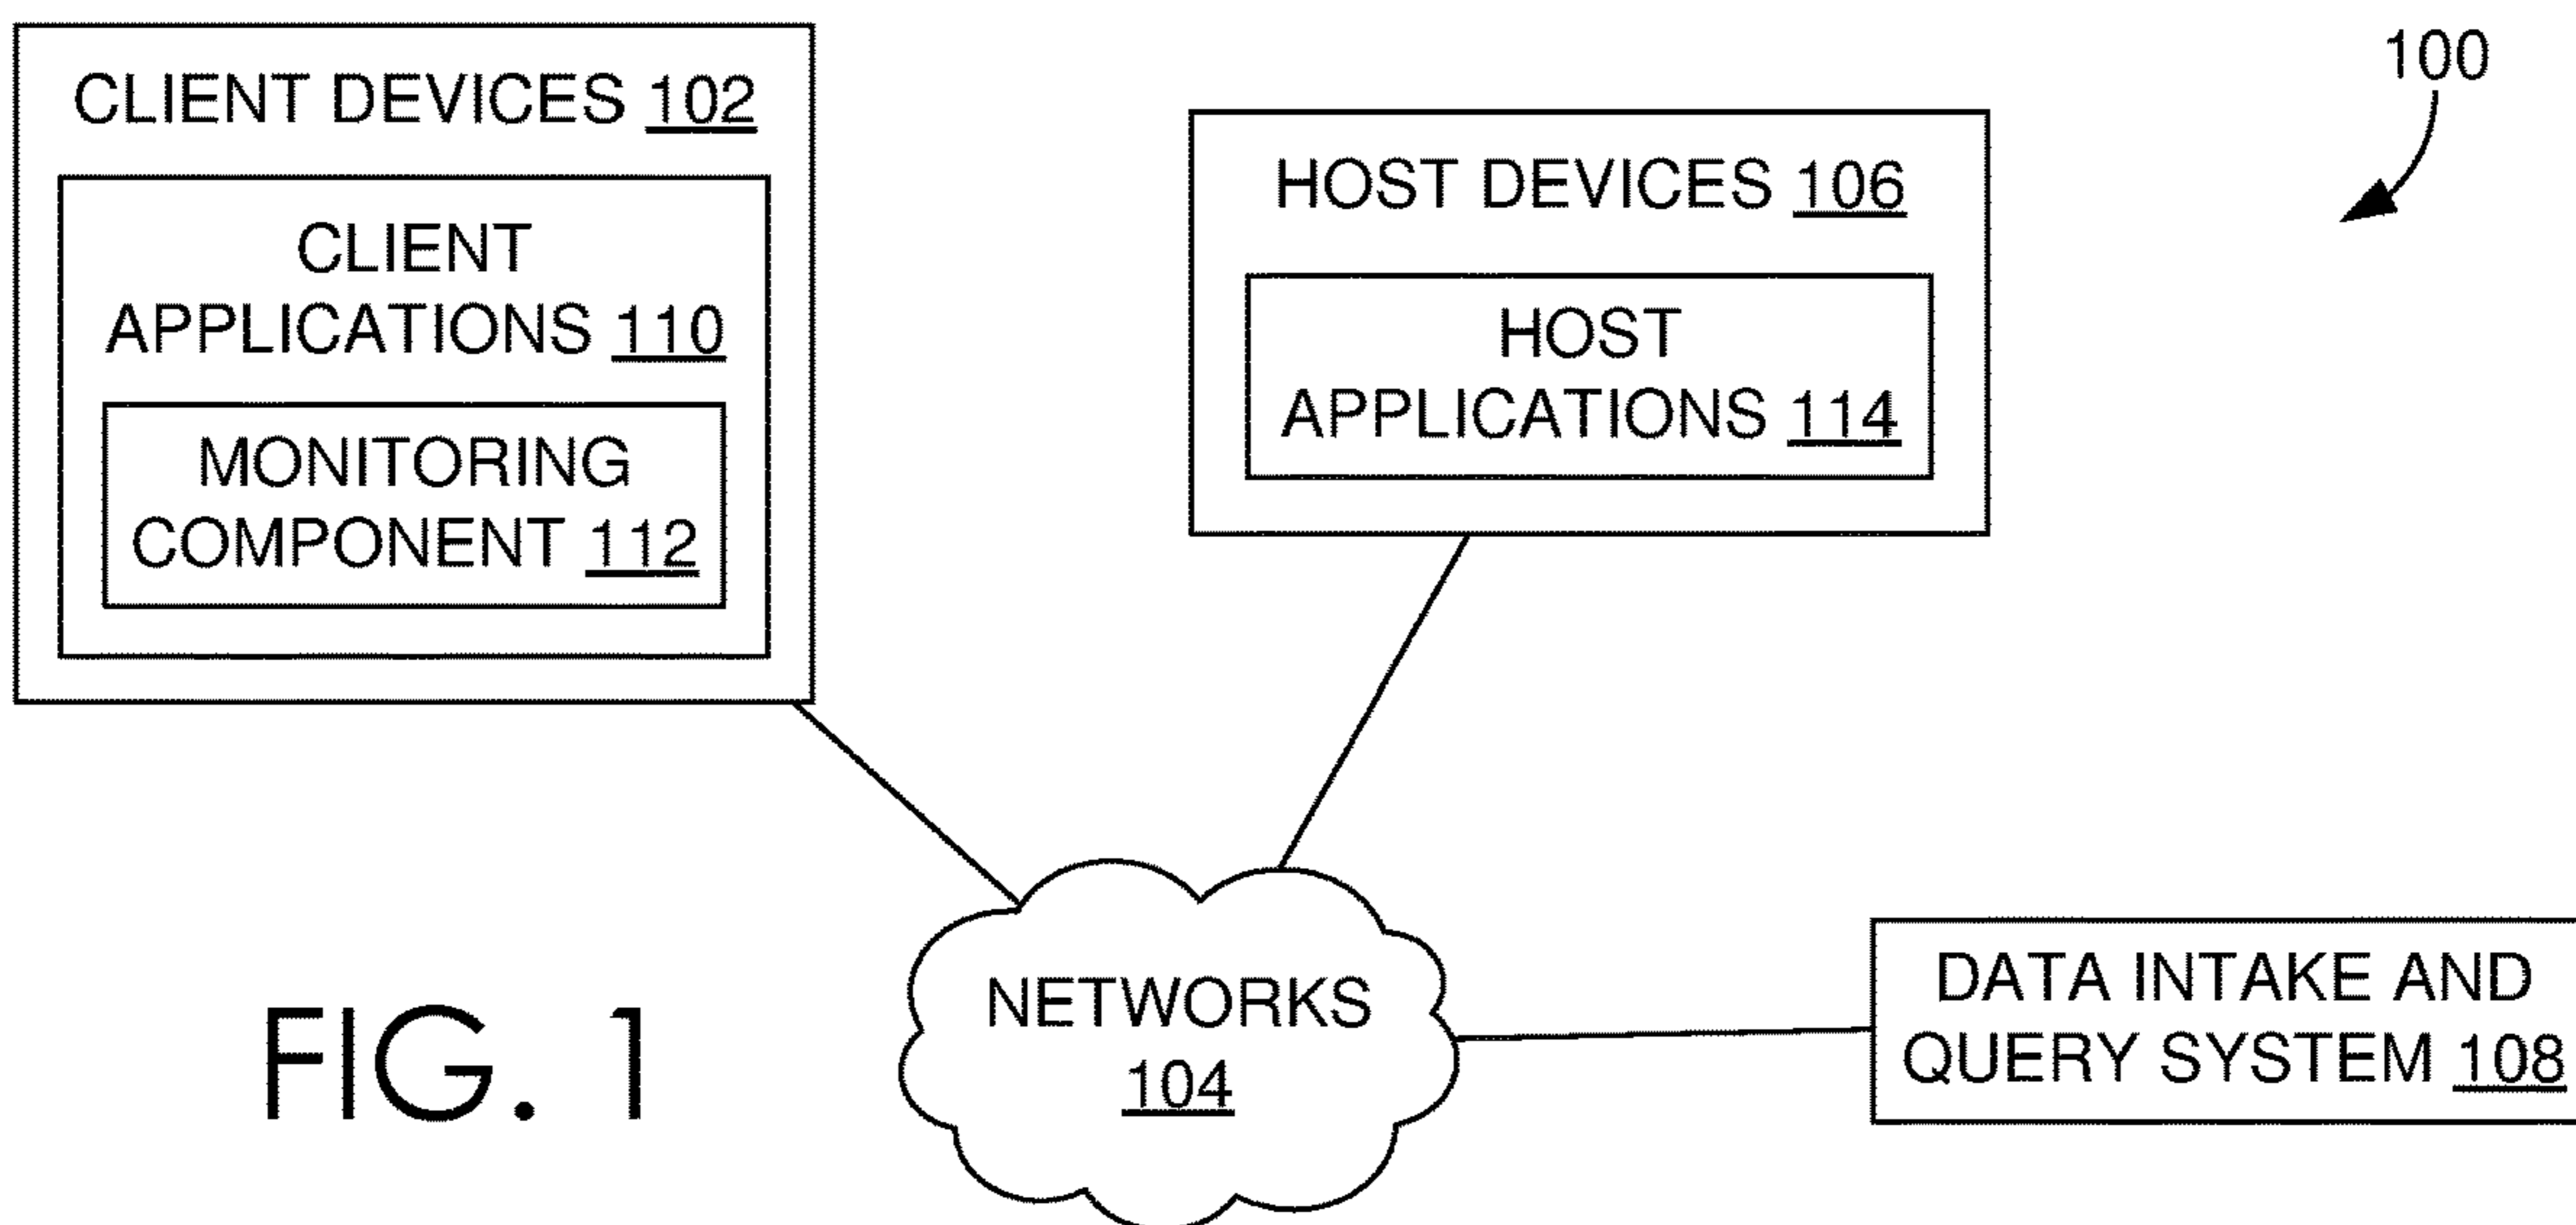 CLIENT DEVICES 102
CLIENT
APPLICATIONS 110
MONITORING
COMPONENT 112
HOST DEVICES 106
HOST
APPLICATIONS 114
100
NETWORKS
104
DATA INTAKE AND
QUERY SYSTEM 108
FIG. 1